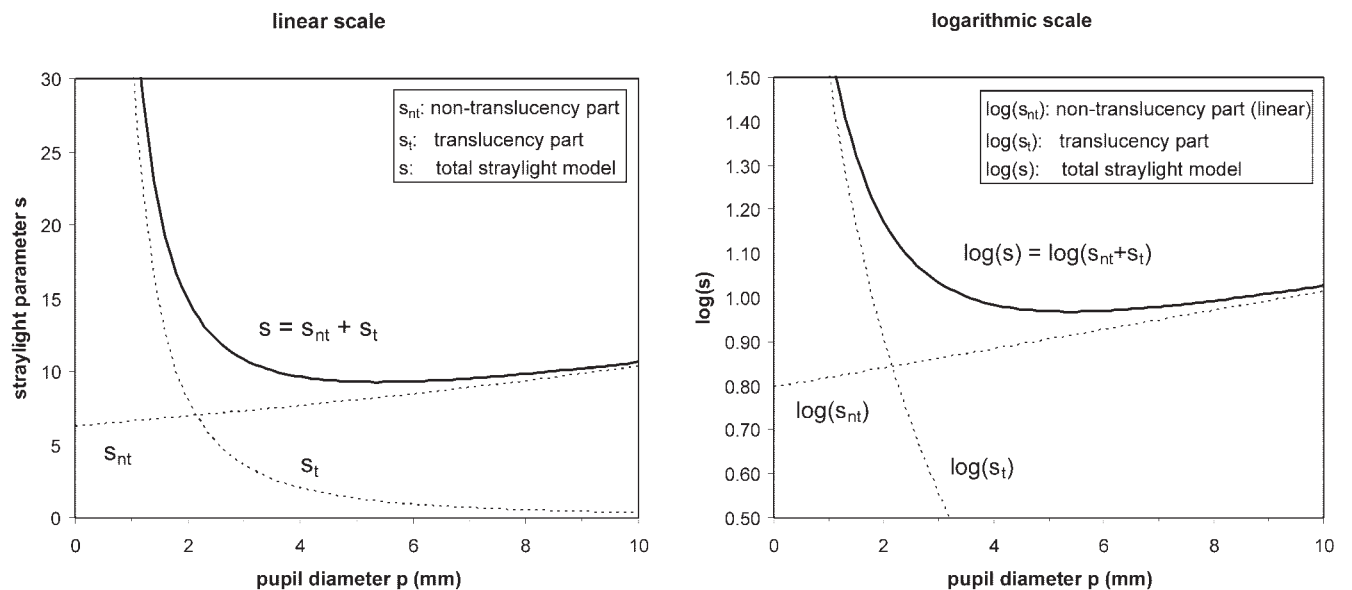 linear scale
30
25
20
15
10
5
0
straylight parameter s
s_nt: non-translucency part
s_t: translucency part
s: total straylight model
s = s_nt + s_t
s_nt
s_t
0 2 4 6 8 10
pupil diameter p (mm)
logarithmic scale
1.50
1.40
1.30
1.20
1.10
1.00
0.90
0.80
0.70
0.60
0.50
log(s)
log(s_nt): non-translucency part (linear)
log(s_t): translucency part
log(s): total straylight model
log(s) = log(s_nt+s_t)
log(s_nt)
log(s_t)
0 2 4 6 8 10
pupil diameter p (mm)